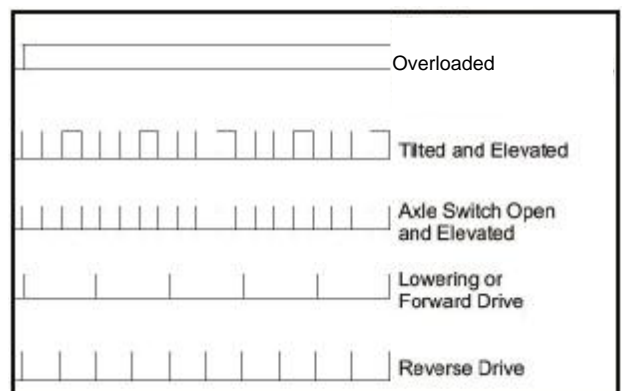 Overloaded
Tilted and Elevated
Axle Switch Open
and Elevated
Lowering or
Forward Drive
Reverse Drive